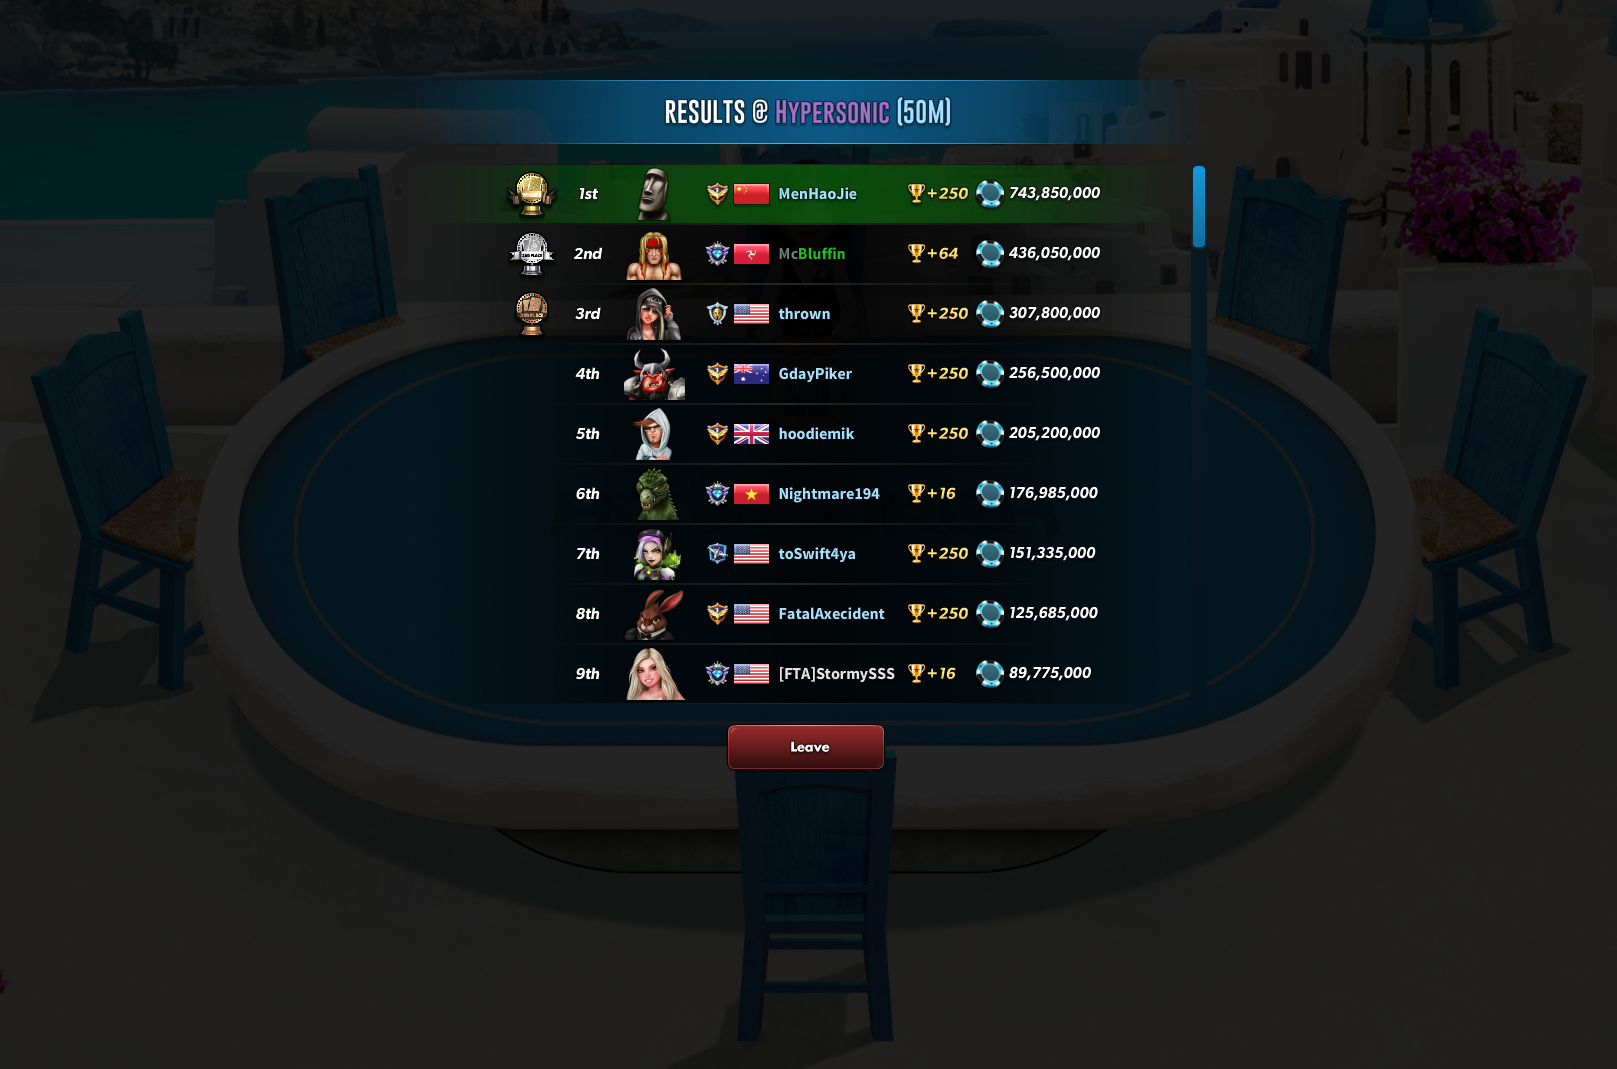 RESULTS @ HYPERSONIC (50M)
1st MenHaoJie +250 743,850,000
2nd McBluffin +64 436,050,000
3rd thrown +250 307,800,000
4th GdayPiker +250 256,500,000
5th hoodiemik +250 205,200,000
6th Nightmare194 +16 176,985,000
7th toSwift4ya +250 151,335,000
8th FatalAxecident +250 125,685,000
9th [FTA]StormySSS +16 89,775,000
Leave